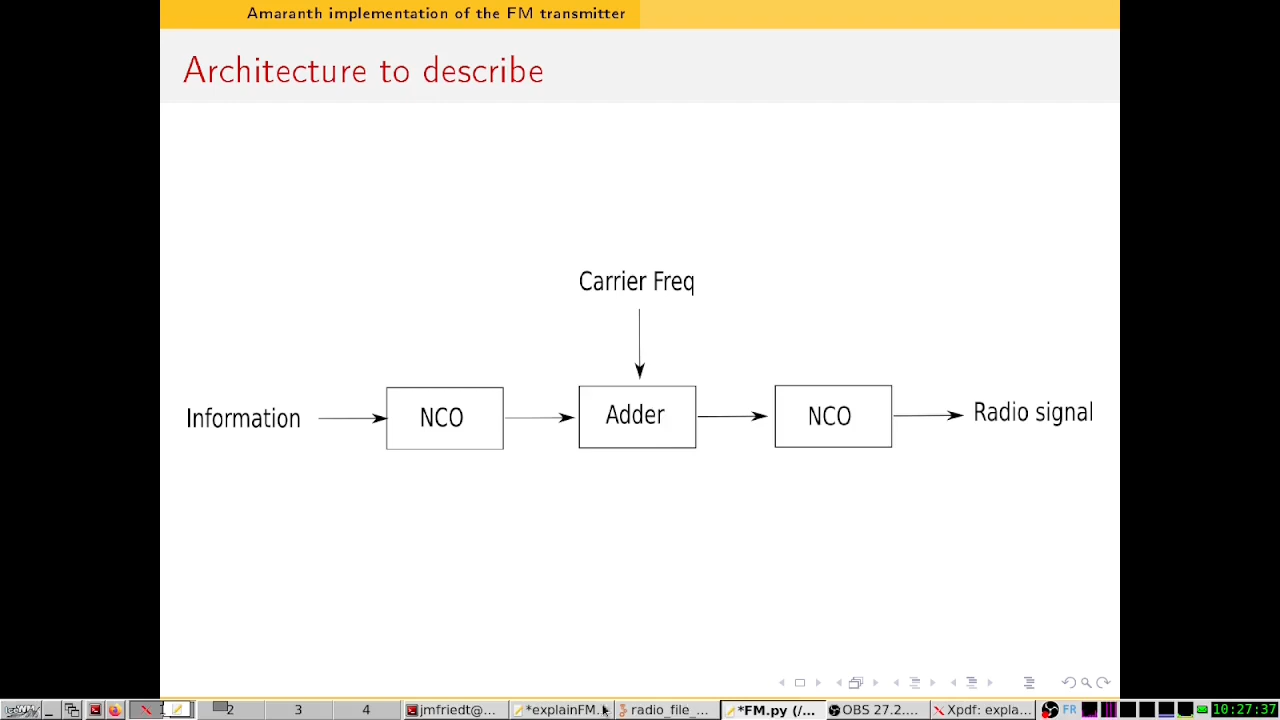 Amaranth implementation of the FM transmitter
Architecture to describe
Carrier Freq
Information
NCO
Adder
NCO
Radio signal
2 3 4 jmfriedt@... *explainFM... radio_file_... *FM.py (/... OBS 27.2.... Xpdf: expla... FR 10:27:37